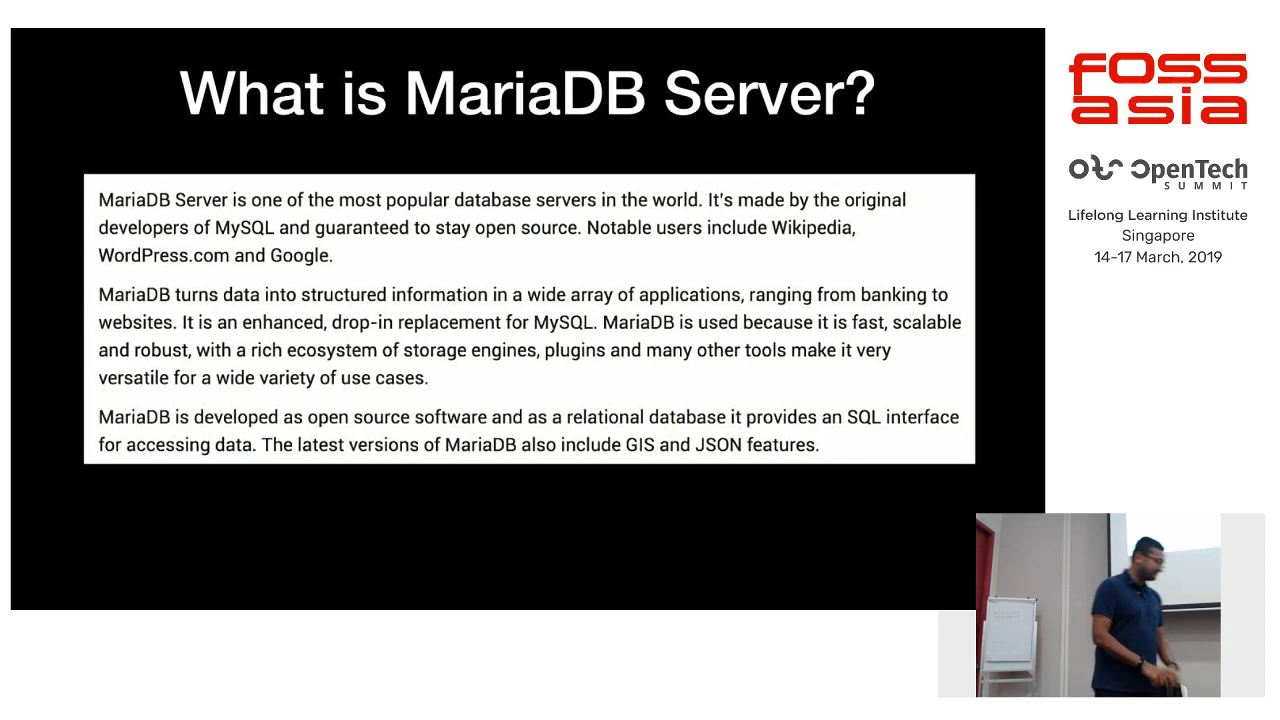 What is MariaDB Server?
MariaDB Server is one of the most popular database servers in the world. It's made by the original
developers of MySQL and guaranteed to stay open source. Notable users include Wikipedia,
WordPress.com and Google.
MariaDB turns data into structured information in a wide array of applications, ranging from banking to
websites. It is an enhanced, drop-in replacement for MySQL. MariaDB is used because it is fast, scalable
and robust, with a rich ecosystem of storage engines, plugins and many other tools make it very
versatile for a wide variety of use cases.
MariaDB is developed as open source software and as a relational database it provides an SQL interface
for accessing data. The latest versions of MariaDB also include GIS and JSON features.
FOSS
asia
OpenTech
SUMMIT
Lifelong Learning Institute
Singapore
14-17 March, 2019